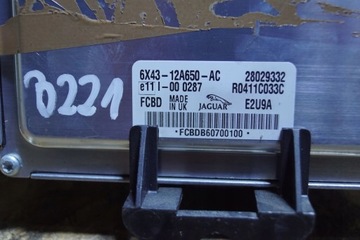 B221
6X43-12A650-AC 28029332
e11 I-00 0287 R0411C033C
FCBD MADE IN UK JAGUAR E2U9A
*FCBDB60700100*